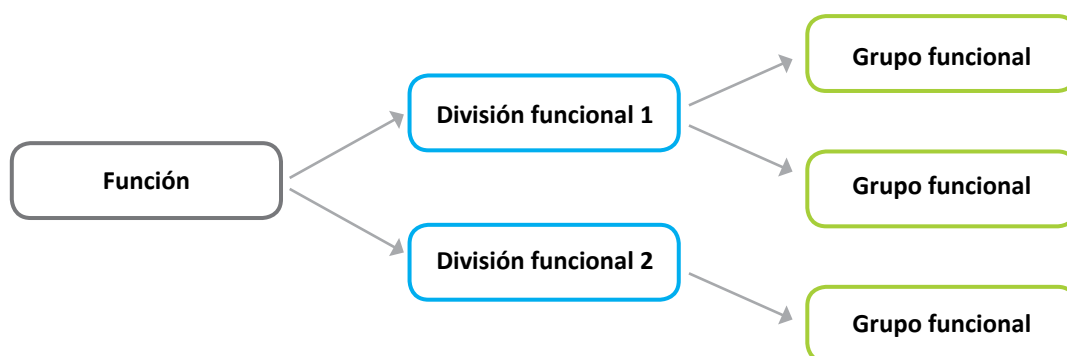 Grupo funcional
División funcional 1
Función
Grupo funcional
División funcional 2
Grupo funcional